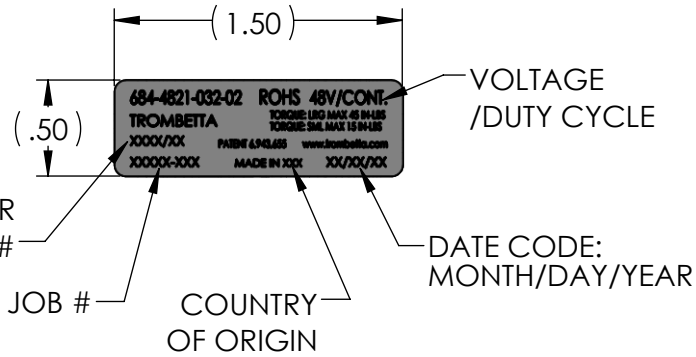 (1.50)
(.50)
684-4821-032-02 ROHS 48V/CONT.
TROMBETTA
TORQUE: LRG MAX 45 IN-LBS
TORQUE: SML MAX 15 IN-LBS
XXXX/XX PATENT 6,943,655 www.trombetta.com
XXXXX-XXX MADE IN XXX XX/XX/XX
VOLTAGE
/DUTY CYCLE
R
#
JOB #
COUNTRY
OF ORIGIN
DATE CODE:
MONTH/DAY/YEAR